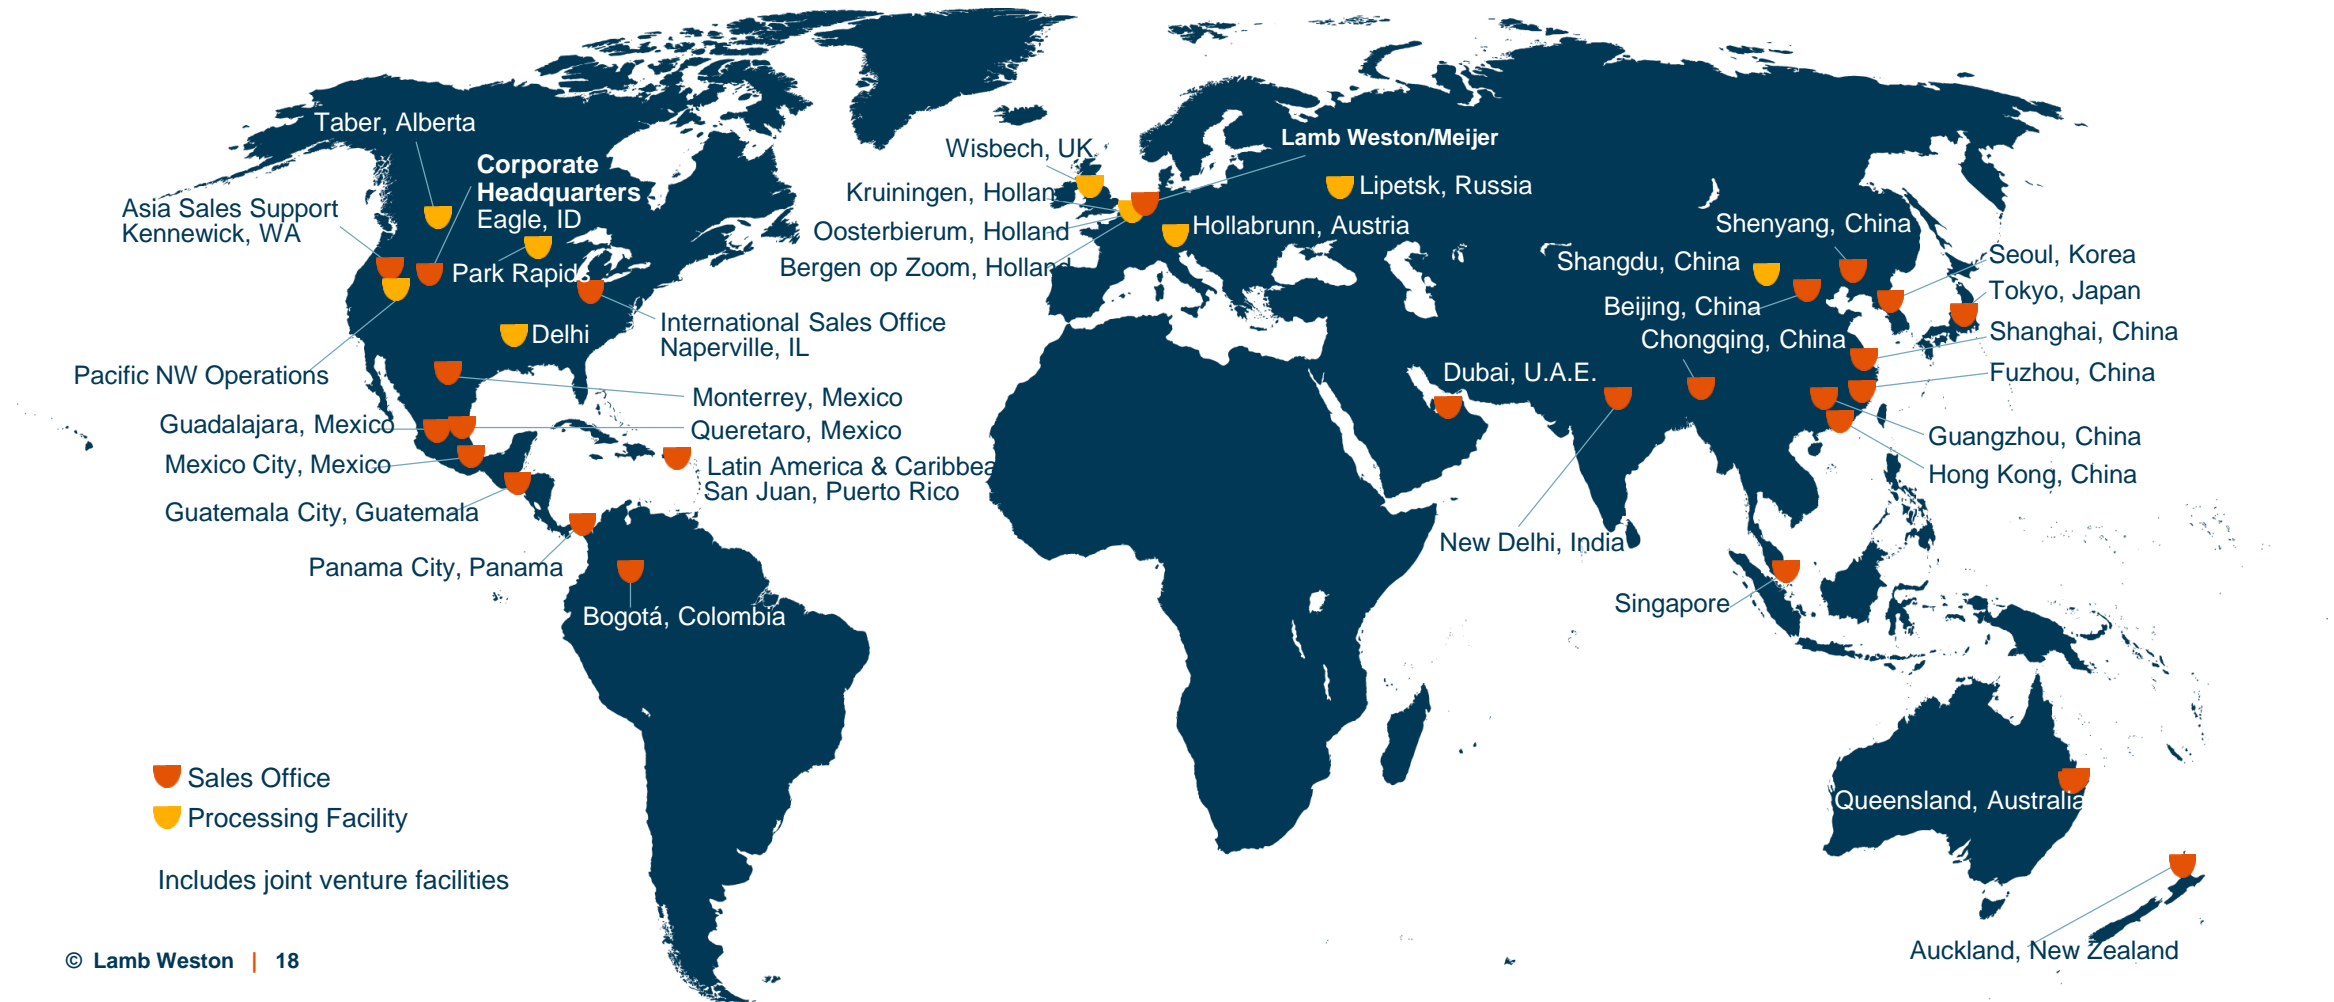 Taber, Alberta
Corporate
Headquarters
Eagle, ID
Asia Sales Support
Kennewick, WA
Park Rapids
Delhi
International Sales Office
Naperville, IL
Pacific NW Operations
Monterrey, Mexico
Guadalajara, Mexico
Queretaro, Mexico
Mexico City, Mexico
Latin America & Caribbea
San Juan, Puerto Rico
Guatemala City, Guatemala
Panama City, Panama
Bogotá, Colombia
Wisbech, UK
Lamb Weston/Meijer
Kruiningen, Hollan
Lipetsk, Russia
Oosterbierum, Holland
Hollabrunn, Austria
Bergen op Zoom, Holland
Shenyang, China
Shangdu, China
Seoul, Korea
Beijing, China
Tokyo, Japan
Chongqing, China
Shanghai, China
Dubai, U.A.E.
Fuzhou, China
Guangzhou, China
Hong Kong, China
New Delhi, India
Singapore
Queensland, Australia
Auckland, New Zealand
Sales Office
Processing Facility
Includes joint venture facilities
© Lamb Weston | 18